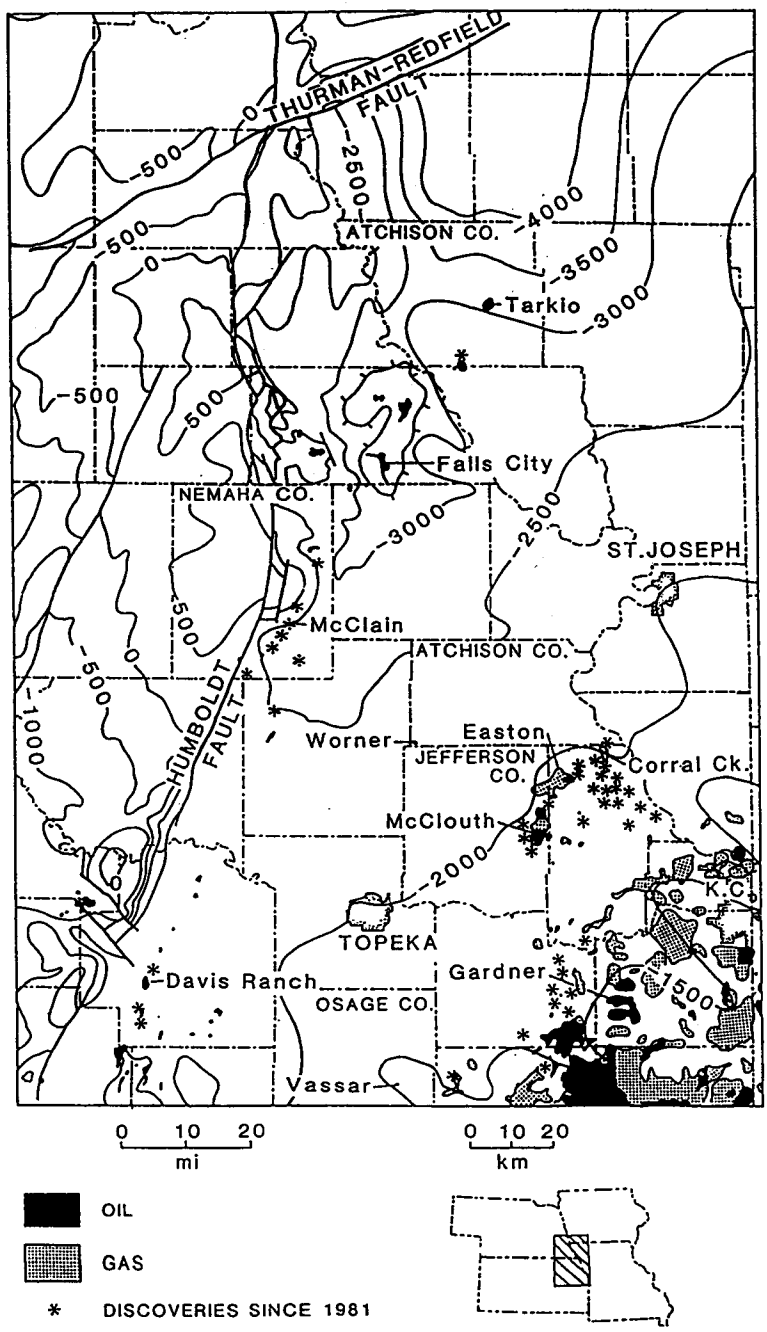 THURMAN-REDFIELD
FAULT
0
-500
-2500
-4000
ATCHISON CO.
-500
-3500
0
Tarkio
-3000
-500
-500
Falls City
NEMAHA CO.
-3000
-2500
ST. JOSEPH
-500
McClain
ATCHISON CO.
0
-500
-1000
HUMBOLDT
FAULT
Worner
Easton
JEFFERSON
CO.
Corral Ck.
McClouth
-2000
0
K.C.
TOPEKA
Davis Ranch
Gardner
-1500
OSAGE CO.
Vassar
0 10 20
mi
0 10 20
km
OIL
GAS
* DISCOVERIES SINCE 1981